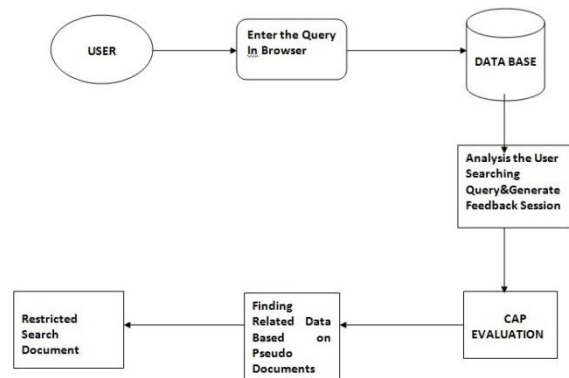 USER
Enter the Query
In Browser
DATA BASE
Analysis the User
Searching
Query&Generate
Feedback Session
CAP
EVALUATION
Finding
Related Data
Based on
Pseudo
Documents
Restricted
Search
Document